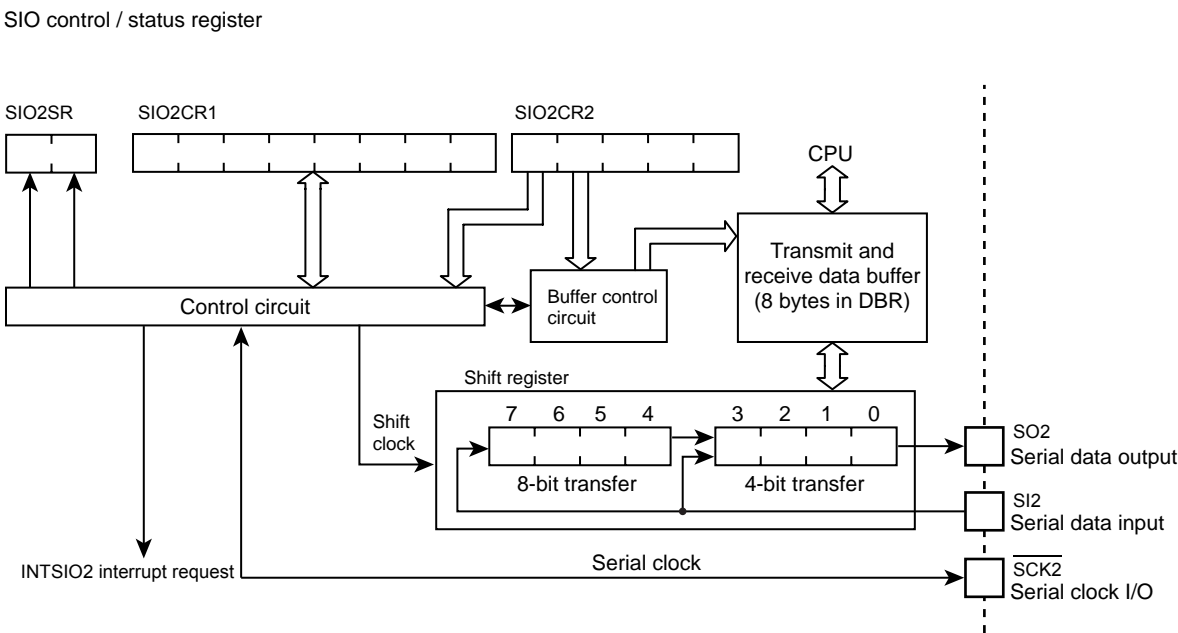 SIO control / status register
SIO2SR
SIO2CR1
SIO2CR2
CPU
Transmit and
receive data buffer
(8 bytes in DBR)
Control circuit
Buffer control
circuit
Shift register
Shift
clock
7 6 5 4 3 2 1 0
8-bit transfer
4-bit transfer
SO2
Serial data output
SI2
Serial data input
INTSIO2 interrupt request
Serial clock
SCK2
Serial clock I/O